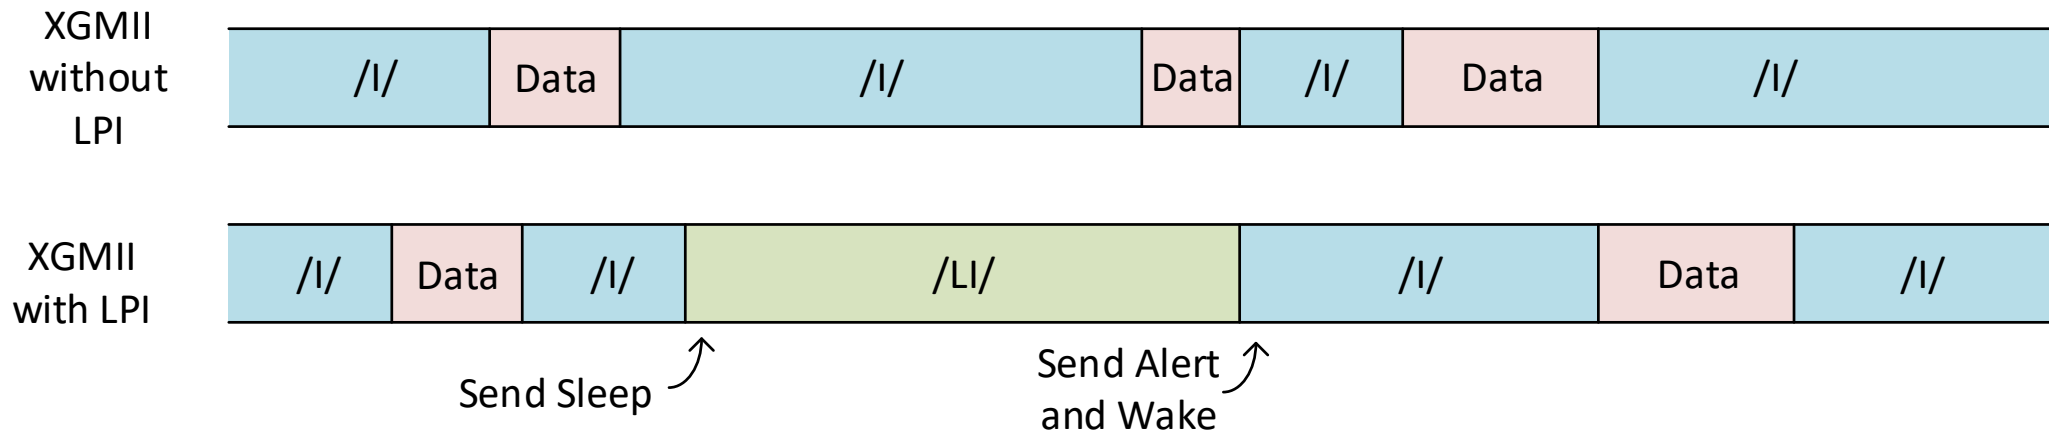 XGMII
without
LPI
/I/ Data /I/ Data /I/ Data /I/
XGMII
with LPI
/I/ Data /I/ /LI/ /I/ Data /I/
Send Sleep
Send Alert
and Wake